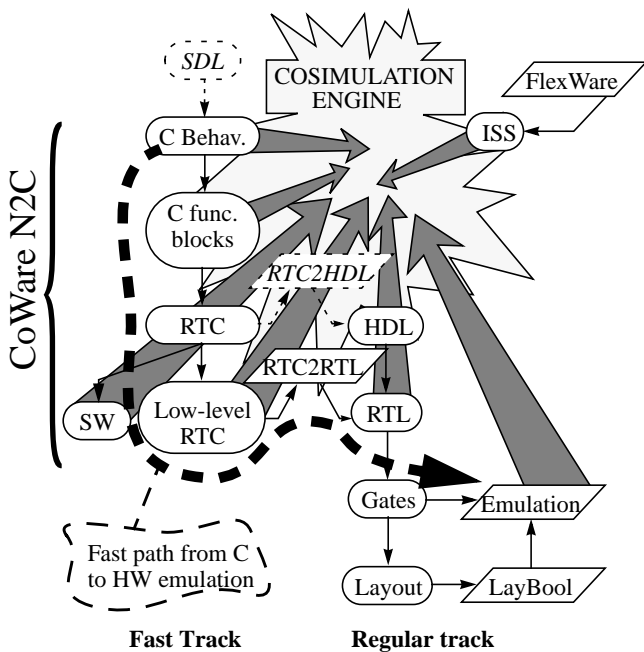 SDL
COSIMULATION
ENGINE
FlexWare
C Behav.
ISS
CoWare N2C
C func.
blocks
RTC2HDL
RTC
HDL
RTC2RTL
SW
Low-level
RTC
RTL
Gates
Emulation
Fast path from C
to HW emulation
Layout
LayBool
Fast Track
Regular track